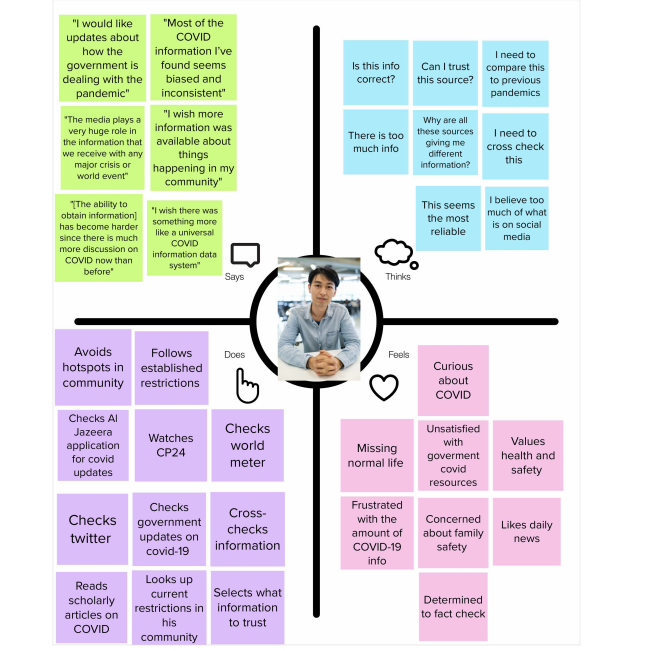 "I would like
updates about
how the
government is
dealing with the
pandemic"
"Most of the
COVID
information I've
found seems
biased and
inconsistent"
"The media plays a
very huge role in
the information that
we receive with any
major crisis or
world event"
"I wish more
information was
available about
things
happening in my
community"
"[The ability to
obtain information]
has become harder
since there is much
more discussion on
COVID now than
before"
"I wish there was
something more
like a universal
COVID
information data
system"
Says
Is this info
correct?
Can I trust
this source?
I need to
compare this
to previous
pandemics
There is too
much info
Why are all
these sources
giving me
different
information?
I need to
cross check
this
This seems
the most
reliable
I believe too
much of what
is on social
media
Thinks
Does
Avoids
hotspots in
community
Follows
established
restrictions
Checks Al
Jazeera
application
for covid
updates
Watches
CP24
Checks
world
meter
Checks
twitter
Checks
government
updates on
covid-19
Cross-
checks
information
Reads
scholarly
articles on
COVID
Looks up
current
restrictions in
his
community
Selects what
information
to trust
Feels
Curious
about
COVID
Missing
normal life
Unsatisfied
with
goverment
covid
resources
Values
health and
safety
Frustrated
with the
amount of
COVID-19
info
Concerned
about family
safety
Likes daily
news
Determined
to fact check